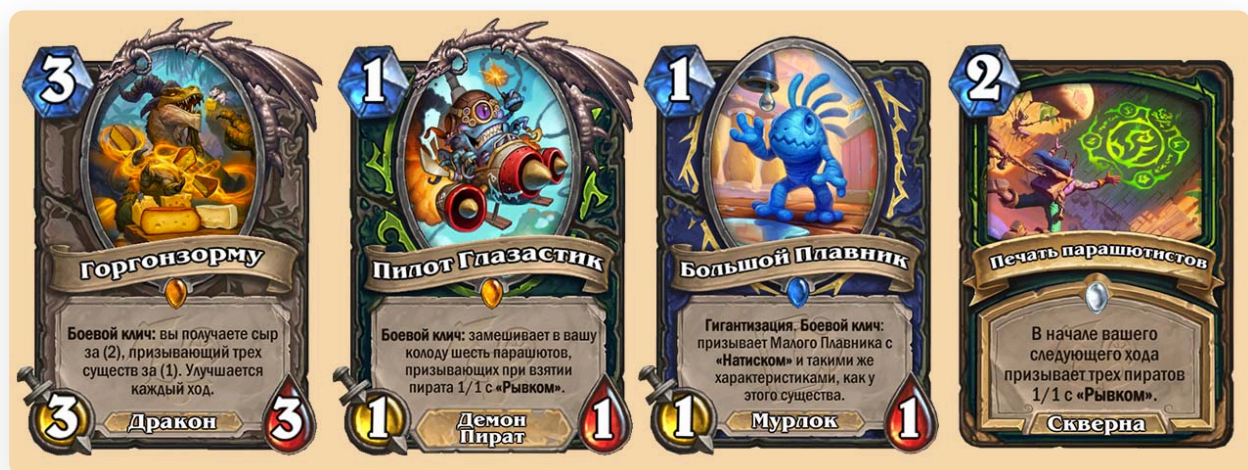 3
Горгонзорму
Боевой клич: вы получаете сыр
за (2), призывающий трех
существ за (1). Улучшается
каждый ход.
3
Дракон
3
1
Пилот Глазастик
Боевой клич: замешивает в вашу
колоду шесть парашютов,
призывающих при взятии
пирата 1/1 с «Рывком».
1
Демон
Пират
1
1
Большой Плавник
Гигантизация. Боевой клич:
призывает Малого Плавника с
«Натиском» и такими же
характеристиками, как у
этого существа.
1
Мурлок
1
2
Печать парашютистов
В начале вашего
следующего хода
призывает трех пиратов
1/1 с «Рывком».
Скверна